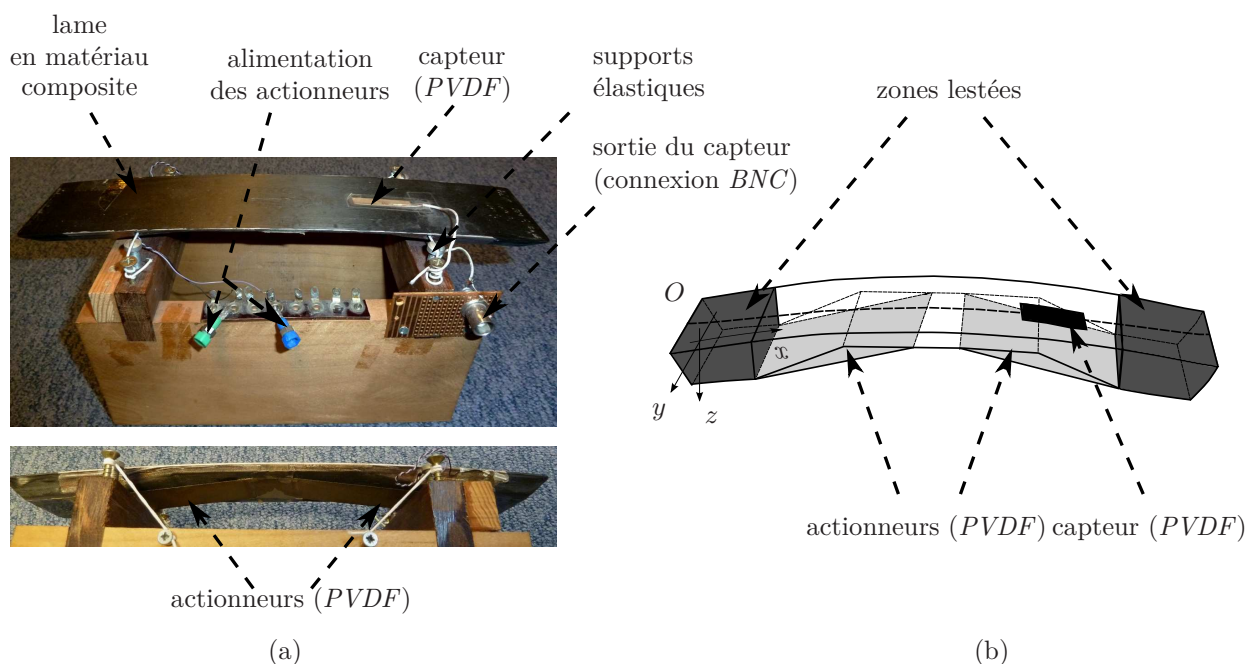 lame
en matériau
composite
alimentation
des actionneurs
capteur
(PVDF)
supports
élastiques
sortie du capteur
(connexion BNC)
actionneurs (PVDF)
(a)
zones lestées
O
x
y
z
actionneurs (PVDF) capteur (PVDF)
(b)